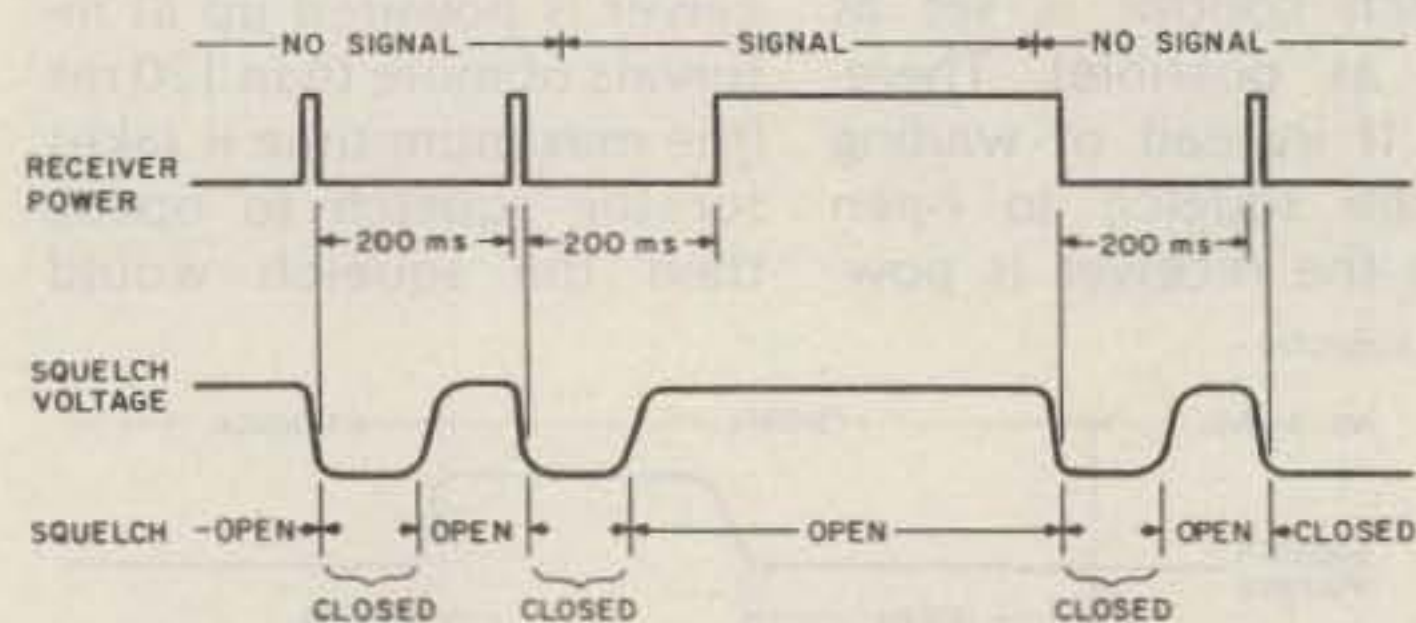 NO SIGNAL SIGNAL NO SIGNAL
RECEIVER
POWER
200 ms 200 ms 200 ms
SQUELCH
VOLTAGE
SQUELCH -OPEN OPEN OPEN OPEN CLOSED
CLOSED CLOSED CLOSED